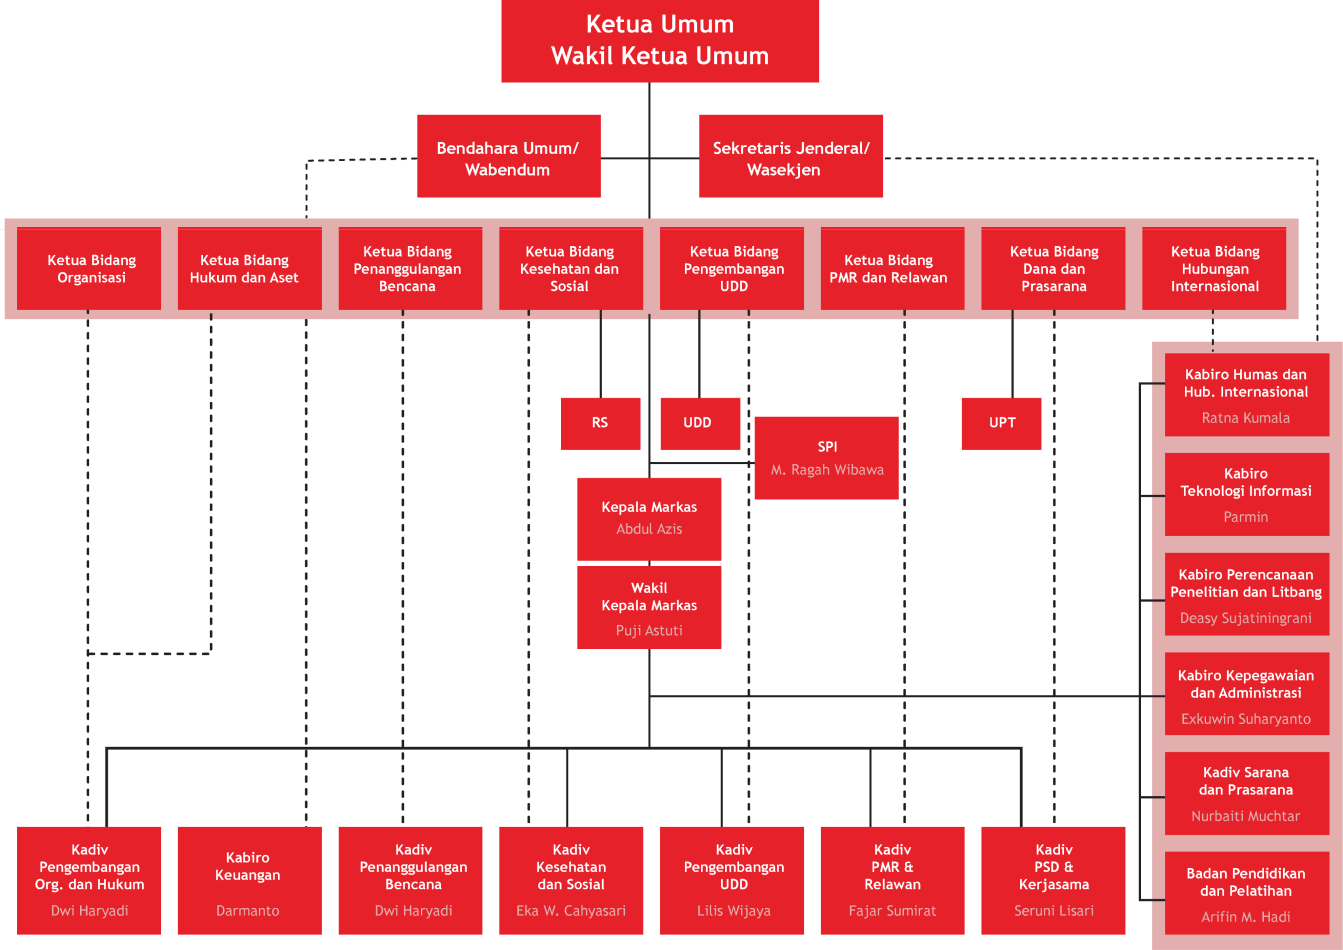 Ketua Umum
Wakil Ketua Umum
Bendahara Umum/
Wabendum
Sekretaris Jenderal/
Wasekjen
Ketua Bidang
Organisasi
Ketua Bidang
Hukum dan Aset
Ketua Bidang
Penanggulangan
Bencana
Ketua Bidang
Kesehatan dan
Sosial
Ketua Bidang
Pengembangan
UDD
Ketua Bidang
PMR dan Relawan
Ketua Bidang
Dana dan
Prasarana
Ketua Bidang
Hubungan
Internasional
RS
UDD
UPT
SPI
M. Ragah Wibawa
Kepala Markas
Abdul Azis
Wakil
Kepala Markas
Puji Astuti
Kabiro Humas dan
Hub. Internasional
Ratna Kumala
Kabiro
Teknologi Informasi
Parmin
Kabiro Perencanaan
Penelitian dan Litbang
Deasy Sujatiningrani
Kabiro Kepegawaian
dan Administrasi
Exkuwin Suharyanto
Kadiv Sarana
dan Prasarana
Nurbaiti Muchtar
Badan Pendidikan
dan Pelatihan
Arifin M. Hadi
Kadiv
Pengembangan
Org. dan Hukum
Dwi Haryadi
Kabiro
Keuangan
Darmanto
Kadiv
Penanggulangan
Bencana
Dwi Haryadi
Kadiv
Kesehatan
dan Sosial
Eka W. Cahyasari
Kadiv
Pengembangan
UDD
Lilis Wijaya
Kadiv
PMR &
Relawan
Fajar Sumirat
Kadiv
PSD &
Kerjasama
Seruni Lisari